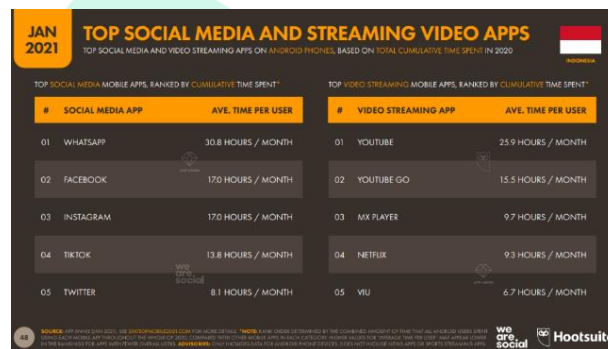 JAN
2021
TOP SOCIAL MEDIA AND STREAMING VIDEO APPS
TOP SOCIAL MEDIA AND VIDEO STREAMING APPS ON ANDROID PHONES, BASED ON TOTAL CUMULATIVE TIME SPENT IN 2020
INDONESIA
TOP SOCIAL MEDIA MOBILE APPS, RANKED BY CUMULATIVE TIME SPENT*
# SOCIAL MEDIA APP AVE. TIME PER USER
01 WHATSAPP 30.8 HOURS / MONTH
02 FACEBOOK 17.0 HOURS / MONTH
03 INSTAGRAM 17.0 HOURS / MONTH
04 TIKTOK 13.8 HOURS / MONTH
05 TWITTER 8.1 HOURS / MONTH
TOP VIDEO STREAMING MOBILE APPS, RANKED BY CUMULATIVE TIME SPENT*
# VIDEO STREAMING APP AVE. TIME PER USER
01 YOUTUBE 25.9 HOURS / MONTH
02 YOUTUBE GO 15.5 HOURS / MONTH
03 MX PLAYER 9.7 HOURS / MONTH
04 NETFLIX 9.3 HOURS / MONTH
05 VIU 6.7 HOURS / MONTH
we
are
social
48
we
are
social
Hootsuite